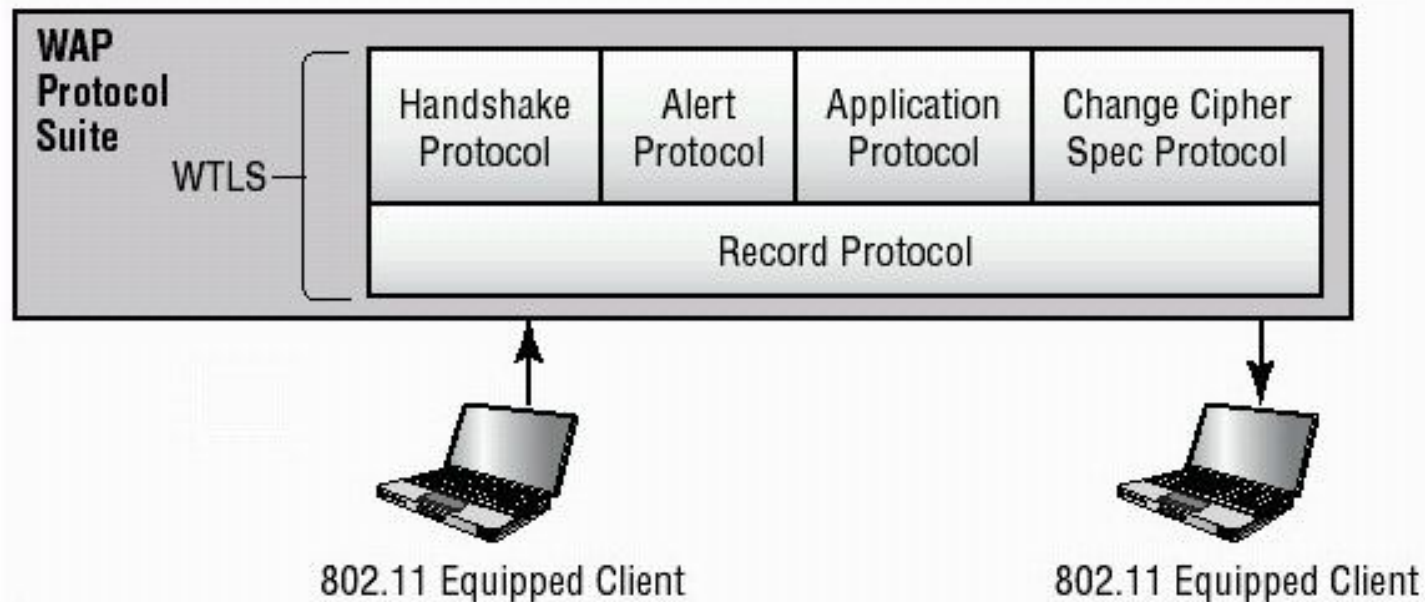 WAP
Protocol
Suite
WTLS
Handshake
Protocol
Alert
Protocol
Application
Protocol
Change Cipher
Spec Protocol
Record Protocol
802.11 Equipped Client
802.11 Equipped Client